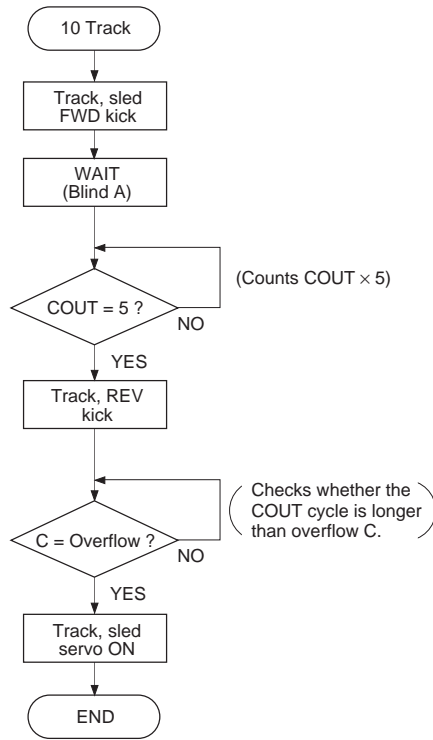 10 Track
Track, sled
FWD kick
WAIT
(Blind A)
(Counts COUT × 5)
COUT = 5 ?
NO
YES
Track, REV
kick
Checks whether the
COUT cycle is longer
than overflow C.
C = Overflow ?
NO
YES
Track, sled
servo ON
END